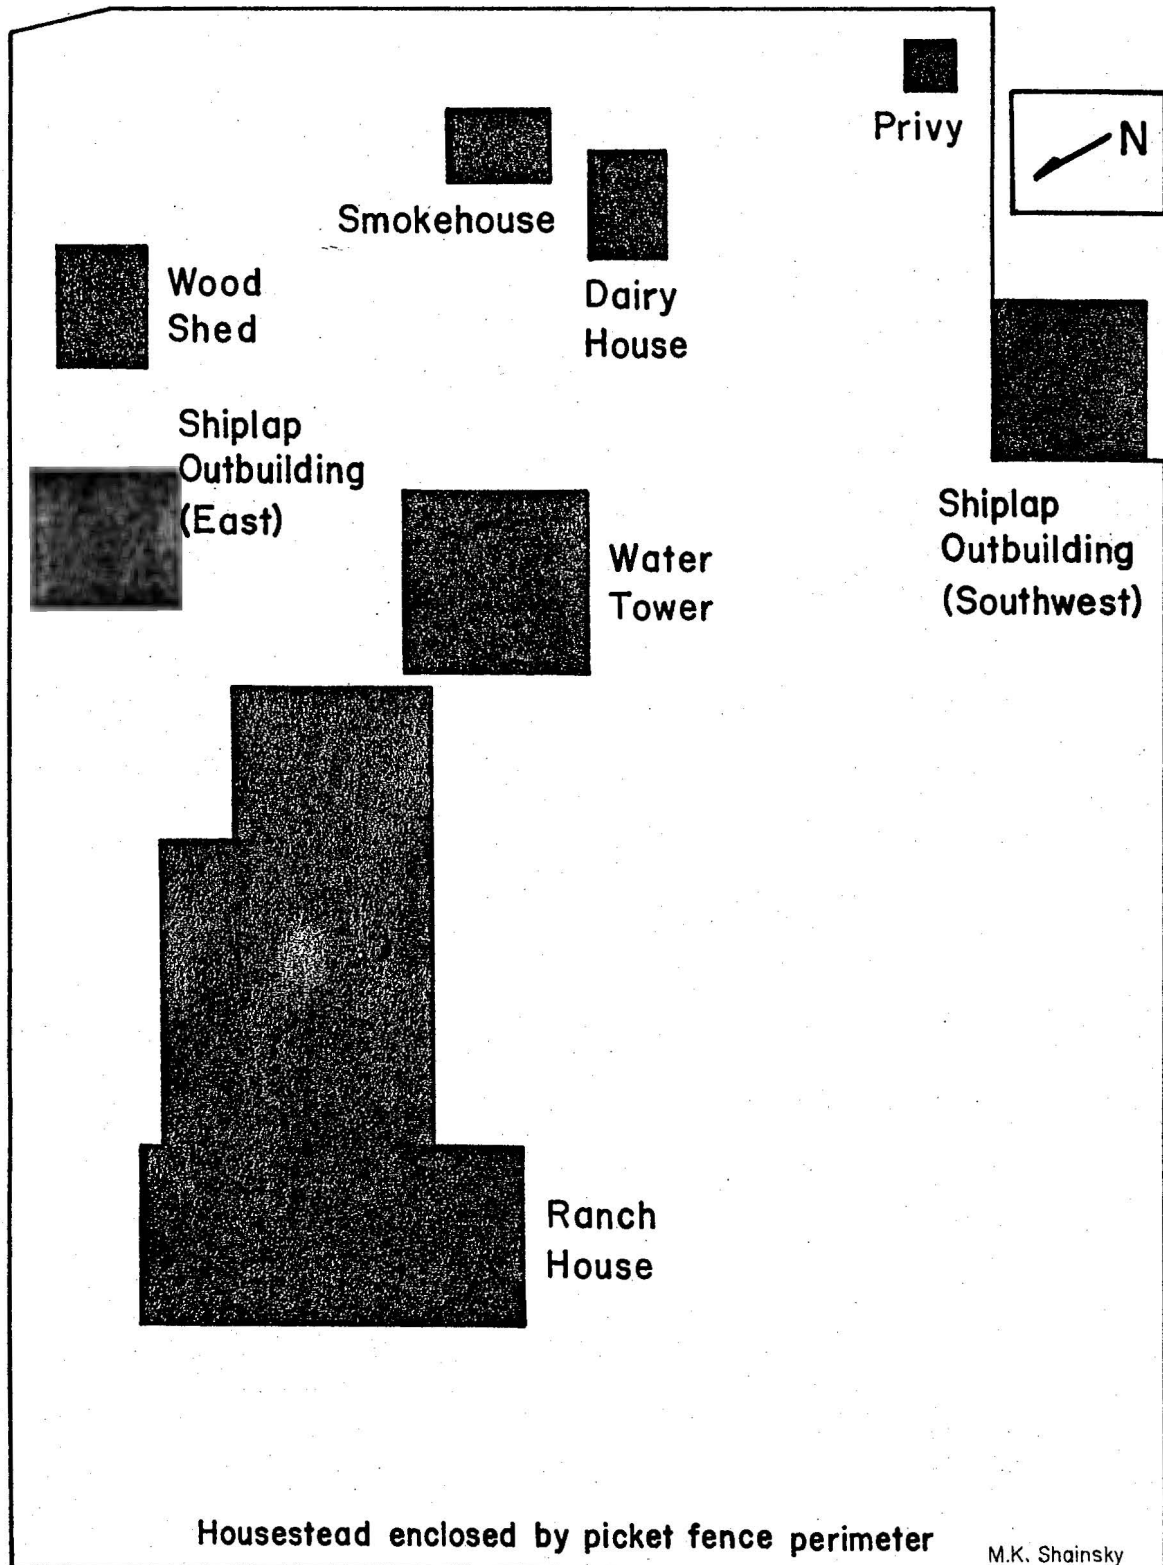 Privy
N
Smokehouse
Wood
Shed
Dairy
House
Shiplap
Outbuilding
(East)
Shiplap
Outbuilding
(Southwest)
Water
Tower
Ranch
House
Housestead enclosed by picket fence perimeter
M.K. Shainsky